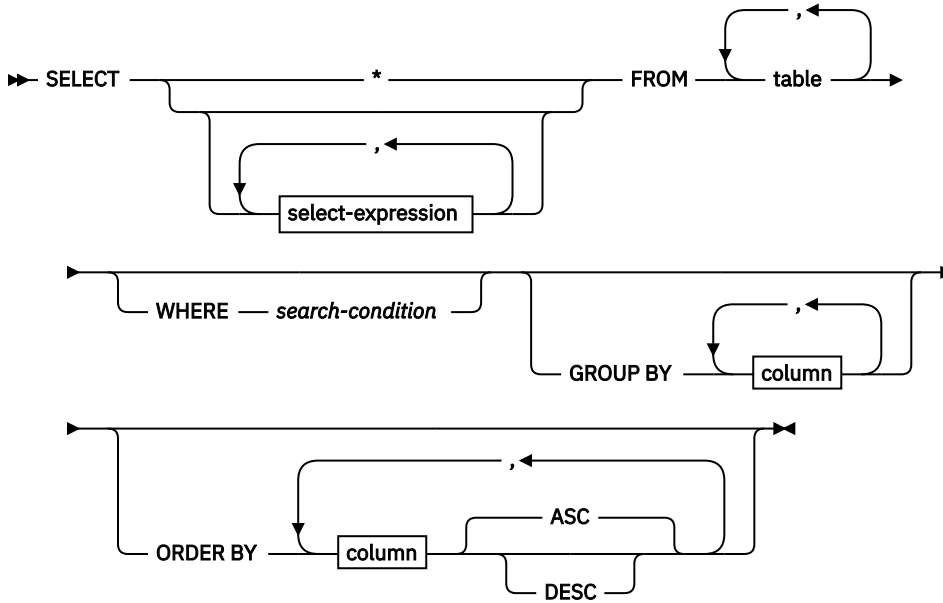 ,
SELECT * FROM table
,
select-expression
WHERE search-condition
,
GROUP BY column
,
ASC
ORDER BY column
DESC